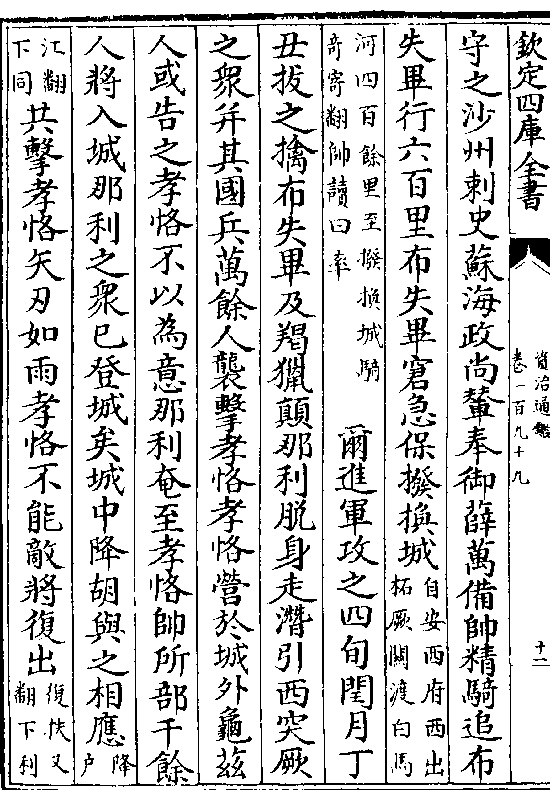 欽定四庫全書
資治通鑑
卷一百九十九
十二
守之沙州刺史蘇海政尚輦奉御薛萬備帥精騎追布
失畢行六百里布失畢窘急保撥換城自安西府西出
柘厥關渡白馬
河四百餘里至撥換城騎
奇寄翻帥讀曰率
爾進軍攻之四旬閏月丁
丑拔之擒布失畢及羯獵顛那利脫身走潛引西突厥
之衆并其國兵萬餘人襲擊孝恪孝恪營於城外龜茲
人或告之孝恪不以為意那利奄至孝恪帥所部千餘
人將入城那利之衆已登城矣城中降胡與之相應降
戶
江翻
下同
共擊孝恪矢刃如雨孝恪不能敵將復出復扶又
翻下利